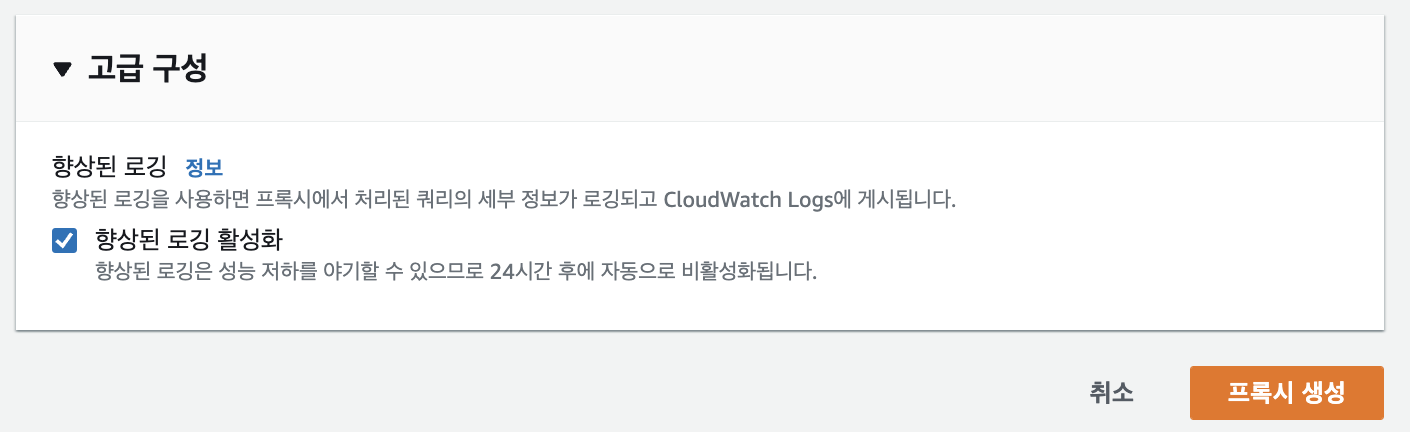 ▼ 고급 구성
향상된 로깅 정보
향상된 로깅을 사용하면 프록시에서 처리된 쿼리의 세부 정보가 로깅되고 CloudWatch Logs에 게시됩니다.
향상된 로깅 활성화
향상된 로깅은 성능 저하를 야기할 수 있으므로 24시간 후에 자동으로 비활성화됩니다.
취소 프록시 생성